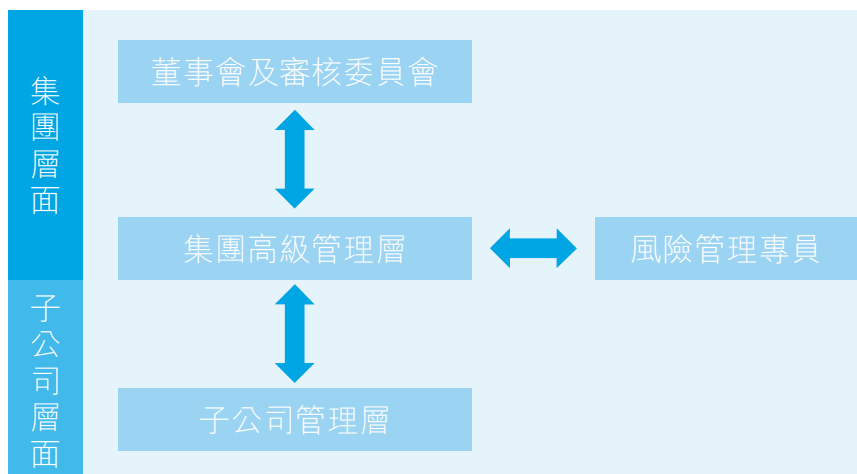 集團層面
董事會及審核委員會
集團高級管理層
風險管理專員
子公司層面
子公司管理層